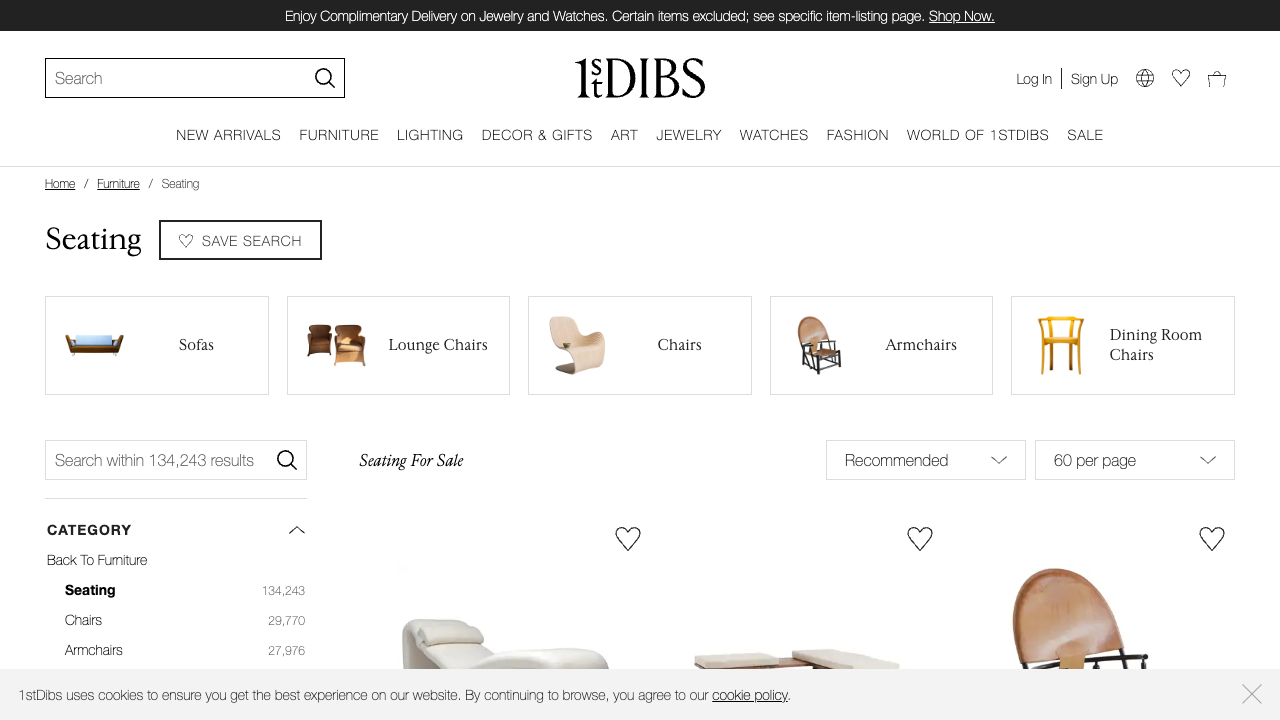 Enjoy Complimentary Delivery on Jewelry and Watches. Certain items excluded; see specific item-listing page. Shop Now.
Search
1stDIBS
Log In
Sign Up
NEW ARRIVALS
FURNITURE
LIGHTING
DECOR & GIFTS
ART
JEWELRY
WATCHES
FASHION
WORLD OF 1STDIBS
SALE
Home / Furniture / Seating
Seating
SAVE SEARCH
Sofas
Lounge Chairs
Chairs
Armchairs
Dining Room
Chairs
Search within 134,243 results
Seating For Sale
Recommended
60 per page
CATEGORY
Back To Furniture
Seating 134,243
Chairs 29,770
Armchairs 27,976
1stDibs uses cookies to ensure you get the best experience on our website. By continuing to browse, you agree to our cookie policy.